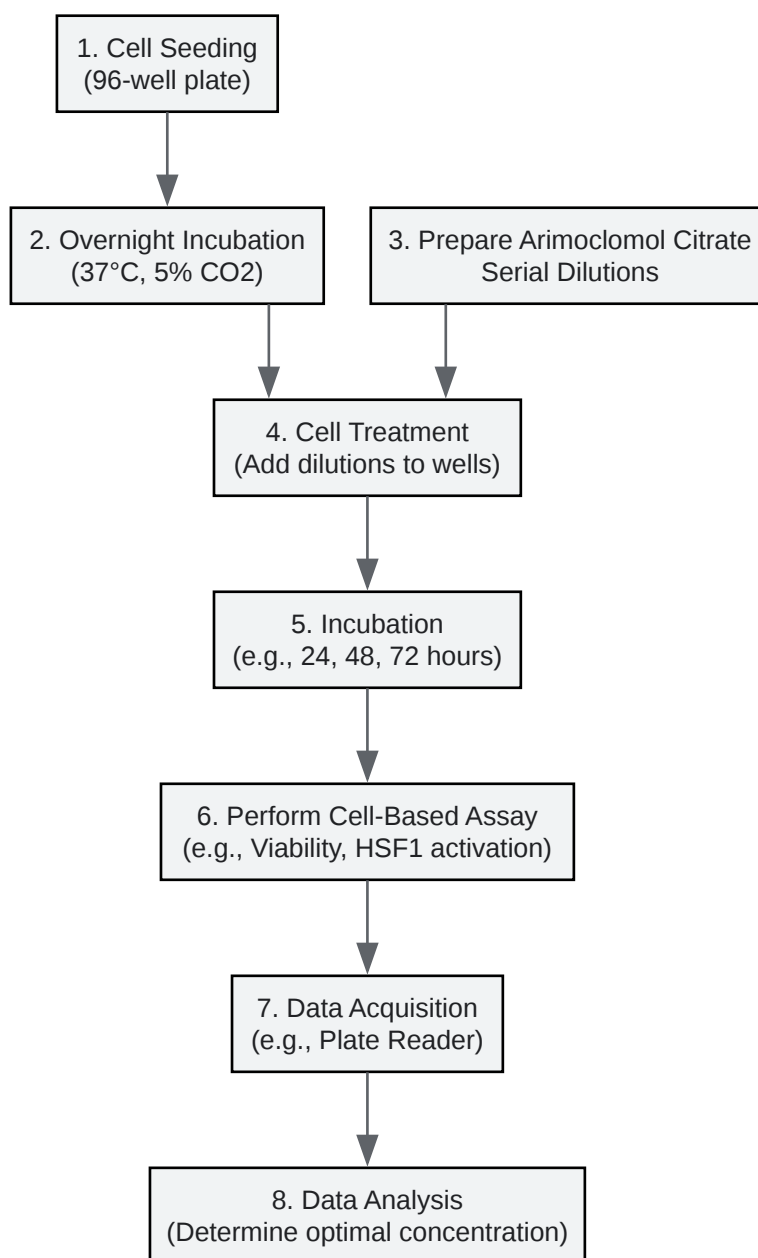 1. Cell Seeding
(96-well plate)
2. Overnight Incubation
(37°C, 5% CO2)
3. Prepare Arimoclomol Citrate
Serial Dilutions
4. Cell Treatment
(Add dilutions to wells)
5. Incubation
(e.g., 24, 48, 72 hours)
6. Perform Cell-Based Assay
(e.g., Viability, HSF1 activation)
7. Data Acquisition
(e.g., Plate Reader)
8. Data Analysis
(Determine optimal concentration)